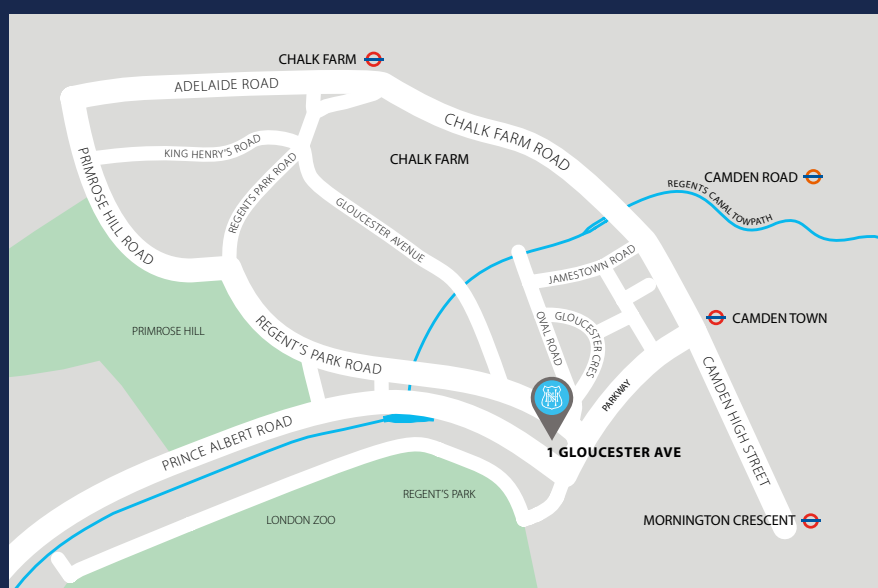 CHALK FARM
ADELAIDE ROAD
CHALK FARM ROAD
KING HENRY'S ROAD
CHALK FARM
PRIMROSE HILL ROAD
REGENTS PARK ROAD
CAMDEN ROAD
REGENTS CANAL TOWPATH
GLOUCESTER AVENUE
JAMESTOWN ROAD
PRIMROSE HILL
REGENT'S PARK ROAD
OVAL ROAD
GLOUCESTER CRES
CAMDEN TOWN
PARKWAY
CAMDEN HIGH STREET
PRINCE ALBERT ROAD
1 GLOUCESTER AVE
REGENT'S PARK
LONDON ZOO
MORNINGTON CRESCENT